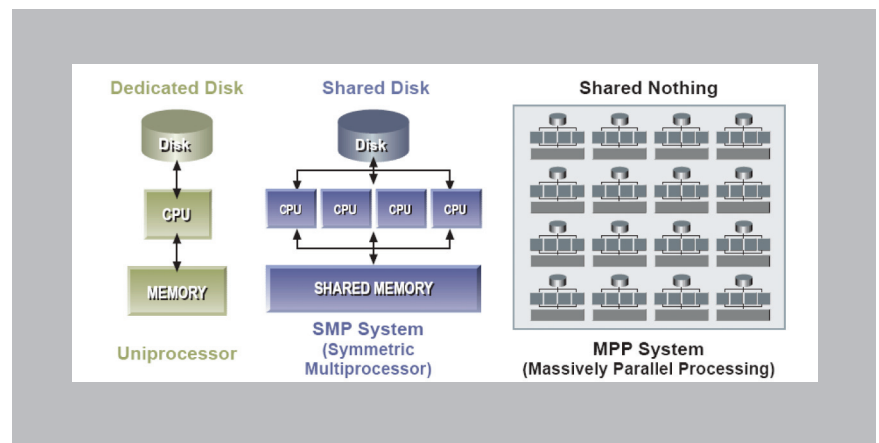 Dedicated Disk
Disk
CPU
MEMORY
Uniprocessor
Shared Disk
Disk
CPU CPU CPU CPU
SHARED MEMORY
SMP System
(Symmetric
Multiprocessor)
Shared Nothing
MPP System
(Massively Parallel Processing)